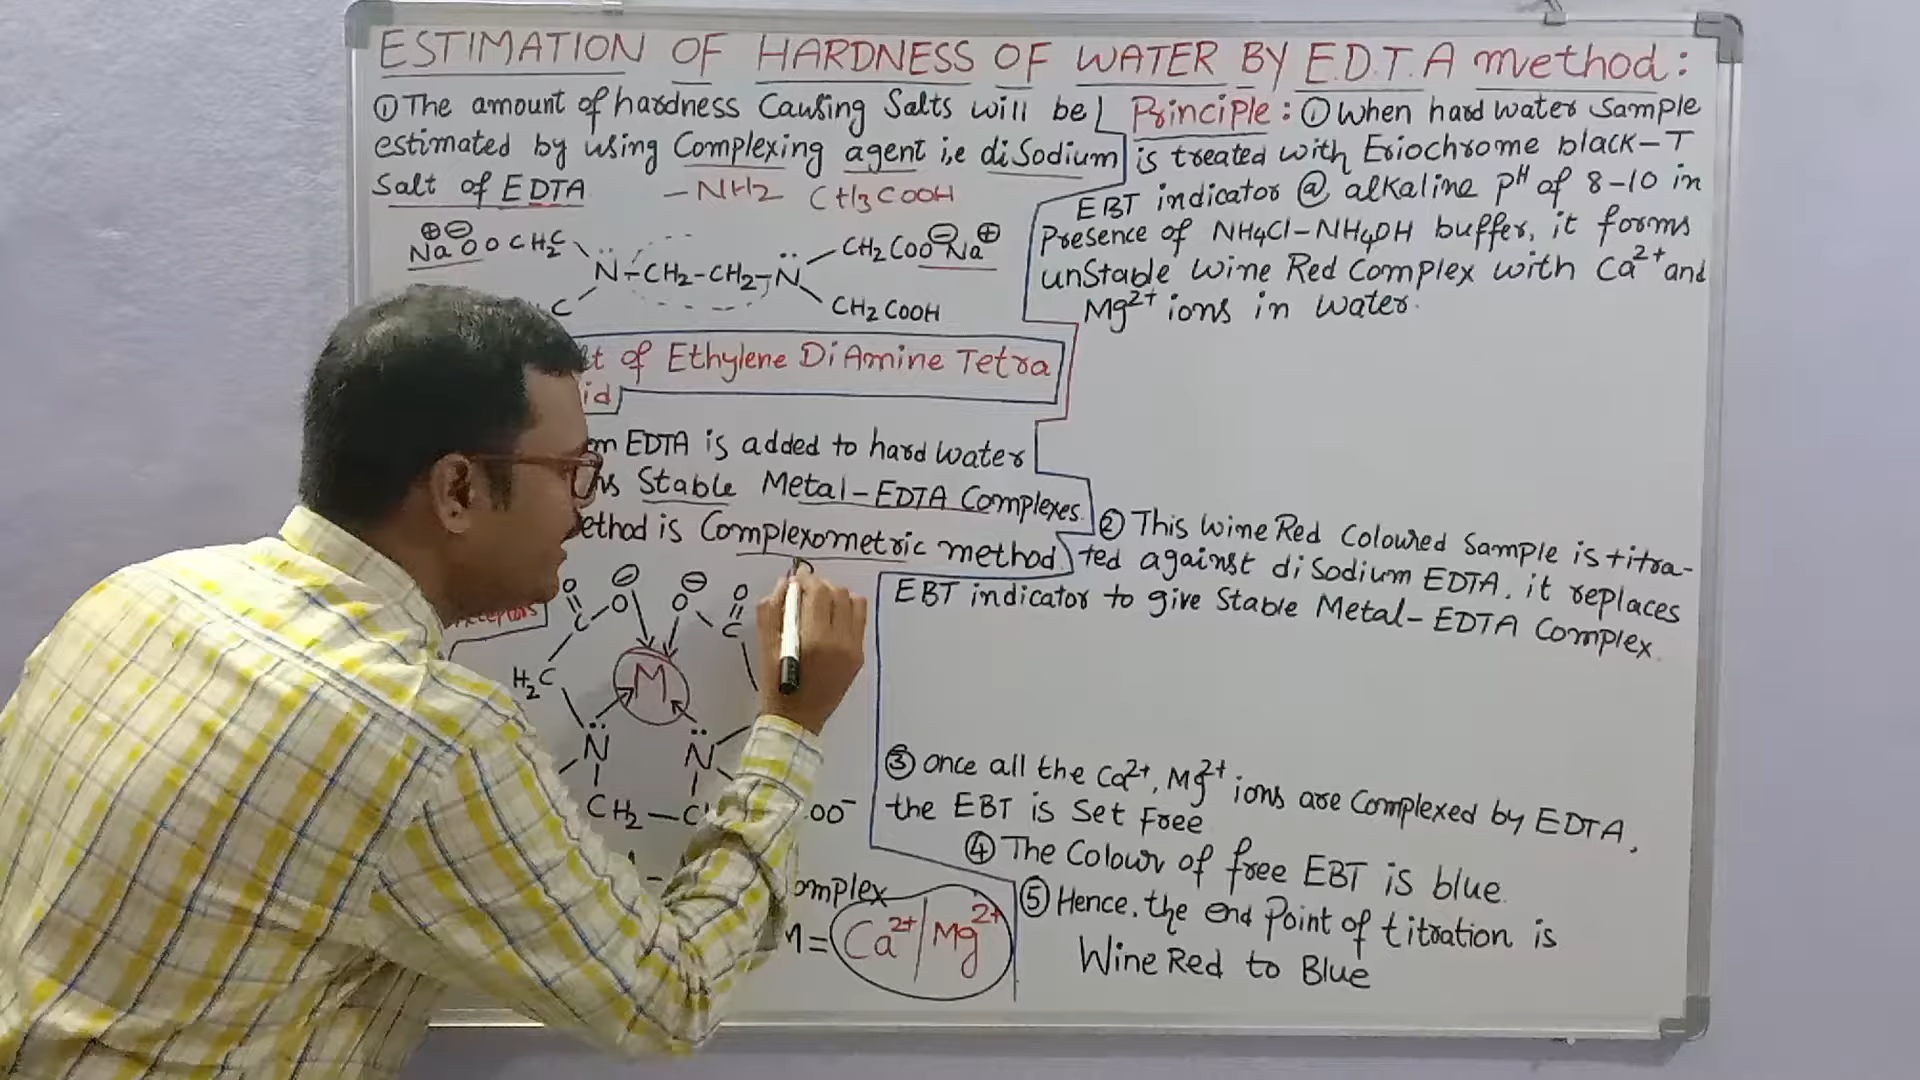 ESTIMATION OF HARDNESS OF WATER BY E.D.T.A method:
① The amount of hardness Causing Salts will be
estimated by using Complexing agent i,e diSodium
Salt of EDTA
-NH2 CH3COOH
⊕ ⊖
NaOOCH2C
CH2COO⊖Na⊕
N-CH2-CH2-N
C
CH2COOH
of Ethylene DiAmine Tetra
EDTA is added to hard water
Stable Metal-EDTA Complexes.
method is Complexometric method.
O ⊖ ⊖ O
O O
C C
M
H2C
N N
CH2-
OO-
Complex
M = Ca2+ | Mg2+
Principle: ① When hard water Sample
is treated with Eriochrome black-T
EBT indicator @ alkaline pH of 8-10 in
Presence of NH4Cl-NH4OH buffer, it forms
unStable Wine Red Complex with Ca2+ and
Mg2+ ions in water.
② This Wine Red Coloured Sample is titra-
ted against diSodium EDTA, it replaces
EBT indicator to give Stable Metal-EDTA Complex.
③ Once all the Ca2+, Mg2+ ions are Complexed by EDTA,
the EBT is Set Free
④ The Colour of free EBT is blue.
⑤ Hence, the end Point of titration is
Wine Red to Blue